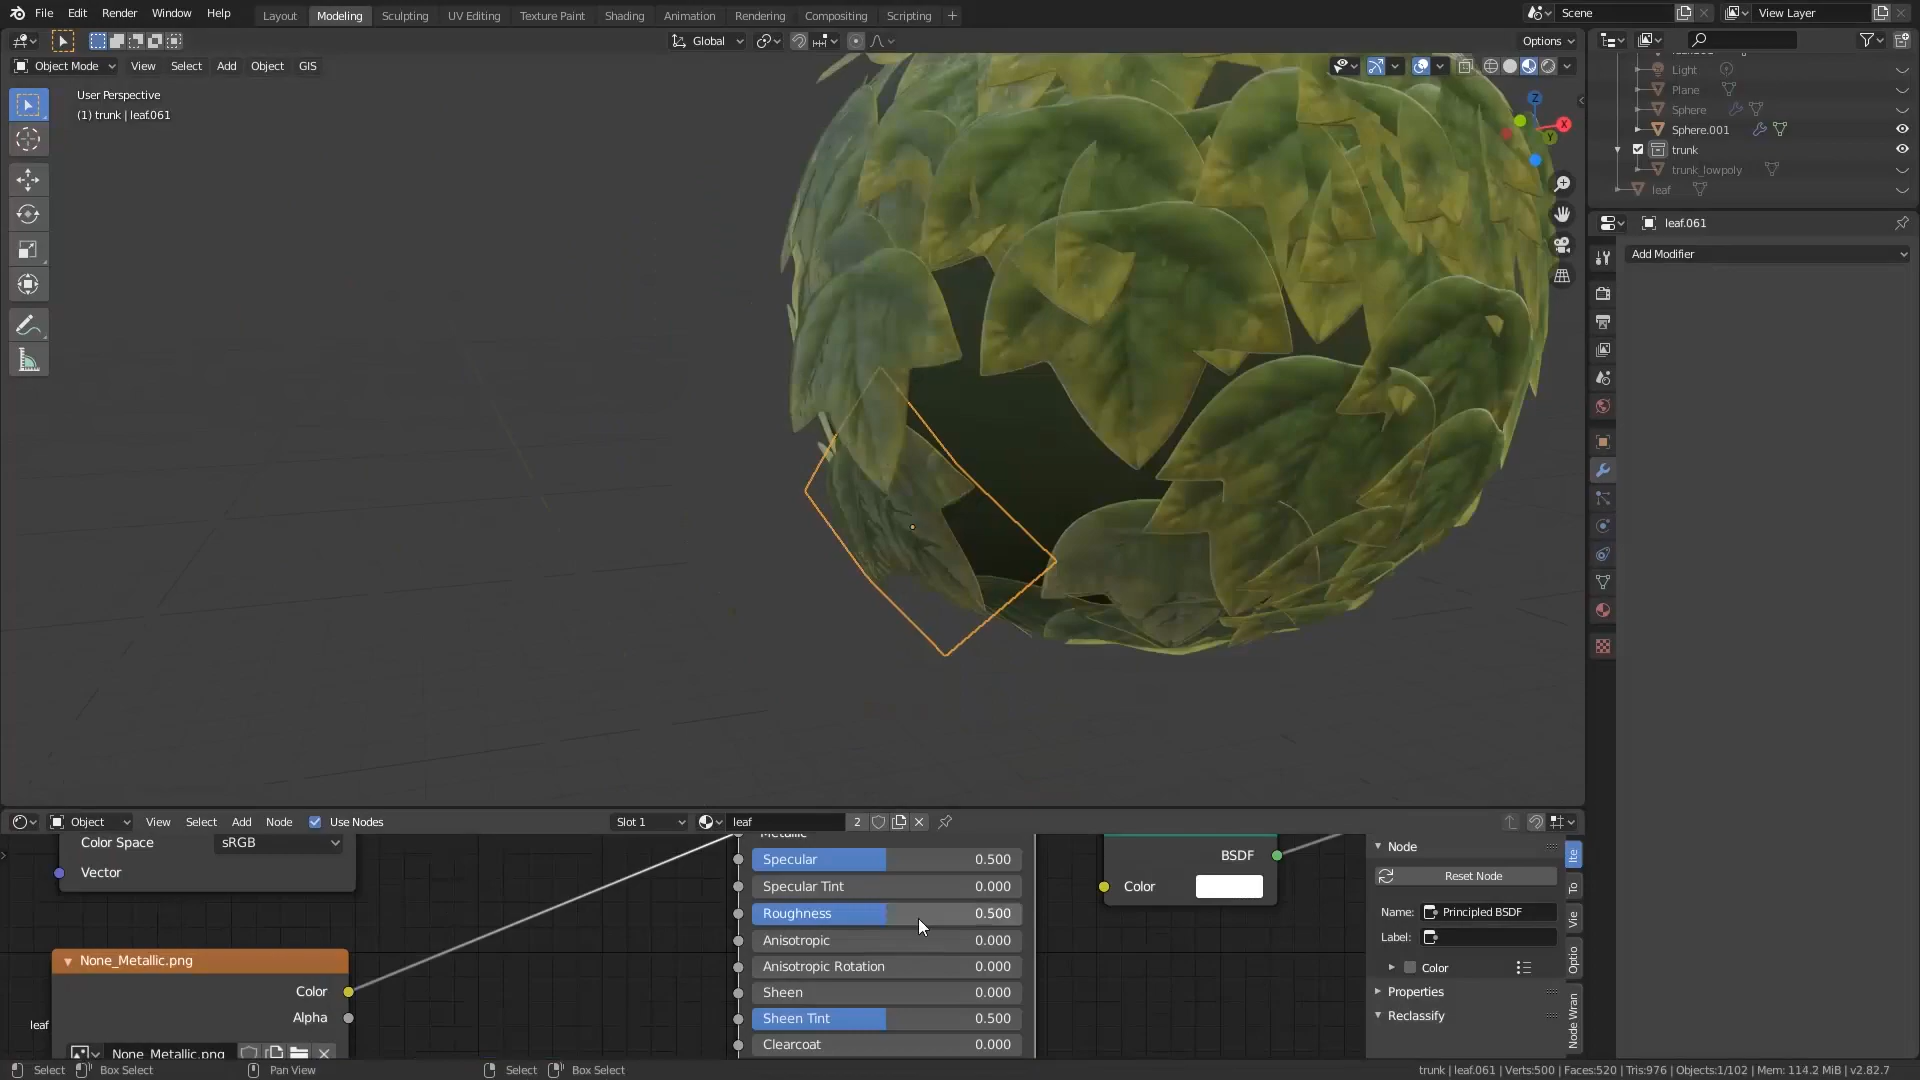 File Edit Render Window Help Layout Modeling Sculpting UV Editing Texture Paint Shading Animation Rendering Compositing Scripting Scene View Layer
Global Options
Object Mode View Select Add Object GIS
User Perspective
(1) trunk | leaf.061
Z
X
Y
Light
Plane
Sphere
Sphere.001
trunk
trunk_lowpoly
leaf
leaf.061
Add Modifier
Object View Select Add Node Use Nodes Slot 1 leaf 2
Color Space sRGB
Vector
None_Metallic.png
Color
Alpha
leaf
None_Metallic.png
Metallic
Specular 0.500
Specular Tint 0.000
Roughness 0.500
Anisotropic 0.000
Anisotropic Rotation 0.000
Sheen 0.000
Sheen Tint 0.500
Clearcoat 0.000
BSDF
Color
Node
Reset Node
Name: Principled BSDF
Label:
Color
Properties
Reclassify
Ite
To
Vie
Optio
Node Wran
Select Box Select Pan View Select Box Select
trunk | leaf.061 | Verts:500 | Faces:520 | Tris:976 | Objects:1/102 | Mem: 114.2 MiB | v2.82.7